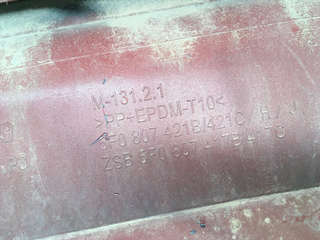 M-131.2.1
>PP+EPDM-T10<
5F0 807 421B/421C / H /
ZSB 5F0 807 417B/417C